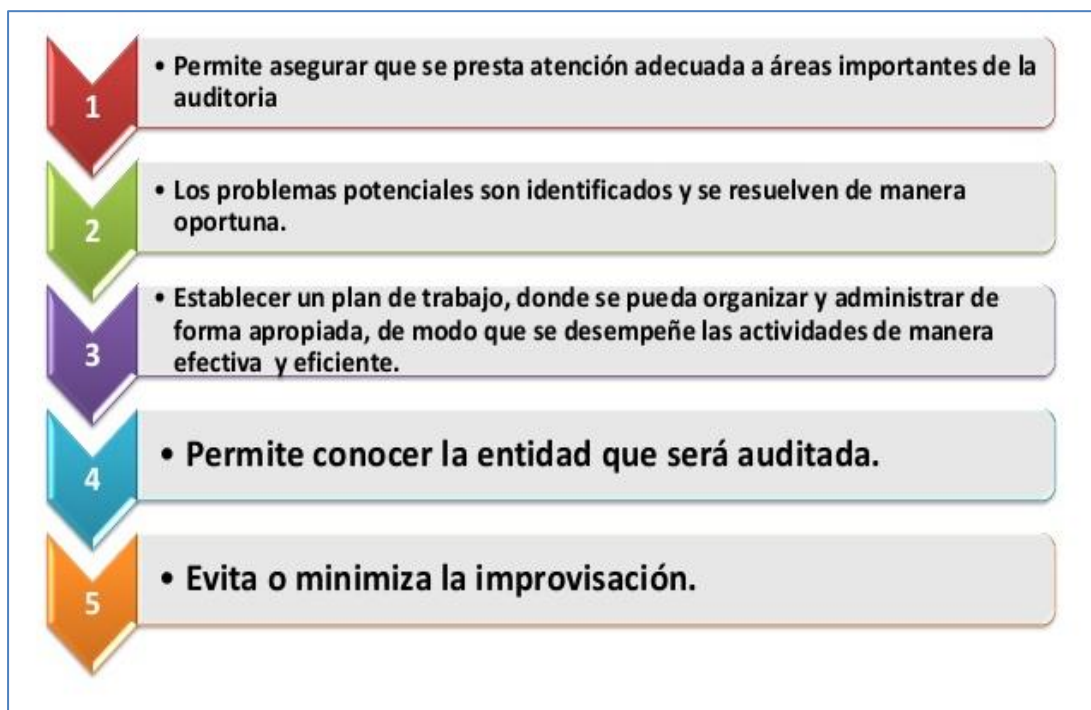 1
• Permite asegurar que se presta atención adecuada a áreas importantes de la
auditoria
2
• Los problemas potenciales son identificados y se resuelven de manera
oportuna.
3
• Establecer un plan de trabajo, donde se pueda organizar y administrar de
forma apropiada, de modo que se desempeñe las actividades de manera
efectiva y eficiente.
4
• Permite conocer la entidad que será auditada.
5
• Evita o minimiza la improvisación.